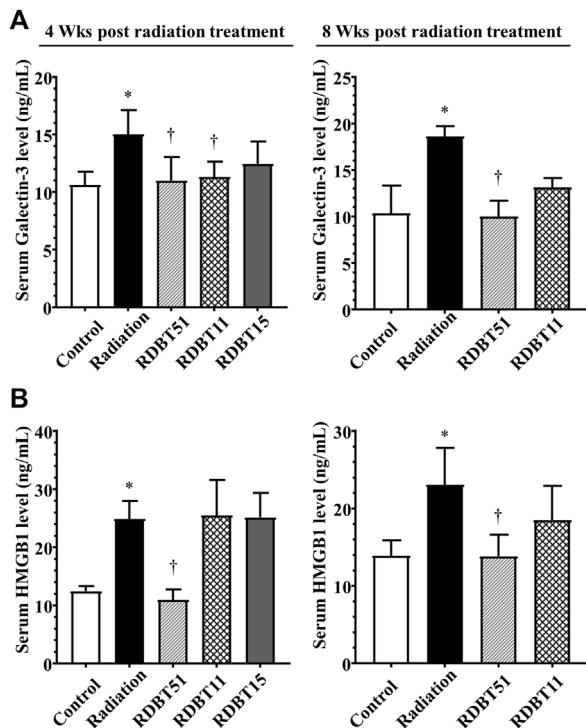 A
4 Wks post radiation treatment
8 Wks post radiation treatment
Serum Galectin-3 level (ng/mL)
20
15
10
5
0
*
†
†
Control
Radiation
RDBT51
RDBT11
RDBT15
Serum Galectin-3 level (ng/mL)
25
20
15
10
5
0
*
†
Control
Radiation
RDBT51
RDBT11
B
Serum HMGB1 level (ng/mL)
40
30
20
10
0
*
†
Control
Radiation
RDBT51
RDBT11
RDBT15
Serum HMGB1 level (ng/mL)
30
20
10
0
*
†
Control
Radiation
RDBT51
RDBT11